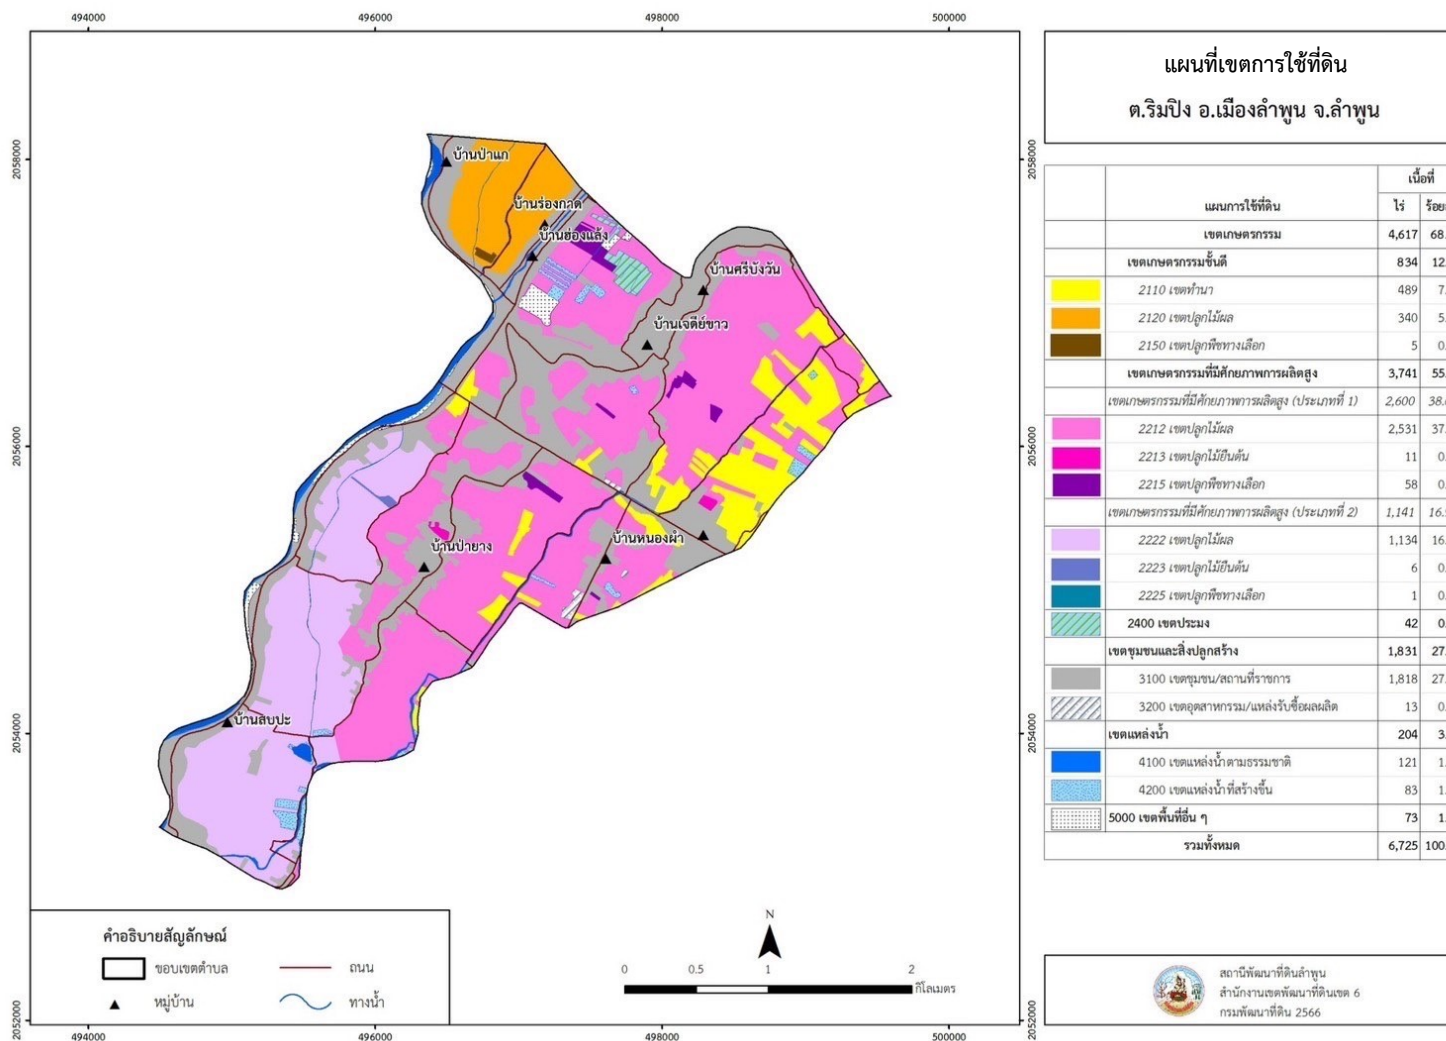 494000 496000 498000 500000
แผนที่เขตการใช้ที่ดิน
ต.ริมปิง อ.เมืองลำพูน จ.ลำพูน
2058000
2058000
2056000
2056000
2054000
2054000
2052000
2052000
บ้านป่าแก
บ้านร่องกาด
บ้านฮ่องแล้ง
บ้านศรีบังวัน
บ้านเจดีย์ขาว
บ้านหนองผำ
บ้านป่ายาง
บ้านสบปะ
เนื้อที่
แผนการใช้ที่ดิน ไร่
เขตเกษตรกรรม 4,617 68.
เขตเกษตรกรรมชั้นดี 834 12.
2110 เขตทำนา 489 7.
2120 เขตปลูกไม้ผล 340 5.
2150 เขตปลูกพืชทางเลือก 5 0.
เขตเกษตรกรรมที่มีศักยภาพการผลิตสูง 3,741 55.
เขตเกษตรกรรมที่มีศักยภาพการผลิตสูง (ประเภทที่ 1) 2,600 38.
2212 เขตปลูกไม้ผล 2,531 37.
2213 เขตปลูกไม้ยืนต้น 11 0.
2215 เขตปลูกพืชทางเลือก 58 0.
เขตเกษตรกรรมที่มีศักยภาพการผลิตสูง (ประเภทที่ 2) 1,141 16.
2222 เขตปลูกไม้ผล 1,134 16.
2223 เขตปลูกไม้ยืนต้น 6 0.
2225 เขตปลูกพืชทางเลือก 1 0.
2400 เขตประมง 42 0.
เขตชุมชนและสิ่งปลูกสร้าง 1,831 27.
3100 เขตชุมชน/สถานที่ราชการ 1,818 27.
3200 เขตอุตสาหกรรม/แหล่งรับซื้อผลผลิต 13 0.
เขตแหล่งน้ำ 204 3.
4100 เขตแหล่งน้ำตามธรรมชาติ 121 1.
4200 เขตแหล่งน้ำที่สร้างขึ้น 83 1.
5000 เขตพื้นที่อื่น ๆ 73 1.
รวมทั้งหมด 6,725 100.
คำอธิบายสัญลักษณ์
ขอบเขตตำบล ถนน
หมู่บ้าน ทางน้ำ
N
0 0.5 1 2
กิโลเมตร
สถานีพัฒนาที่ดินลำพูน
สำนักงานเขตพัฒนาที่ดินเขต 6
กรมพัฒนาที่ดิน 2566
494000 496000 498000 500000